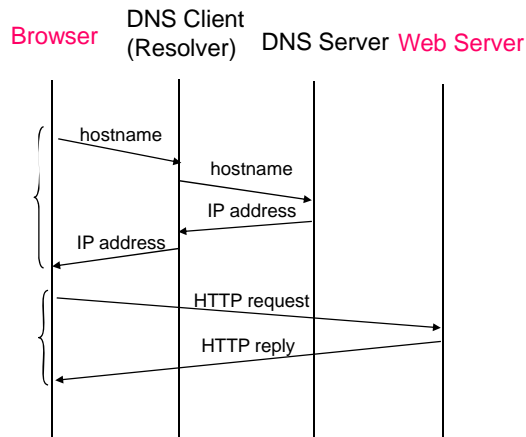 Browser
DNS Client
(Resolver)
DNS Server
Web Server
hostname
hostname
IP address
IP address
HTTP request
HTTP reply